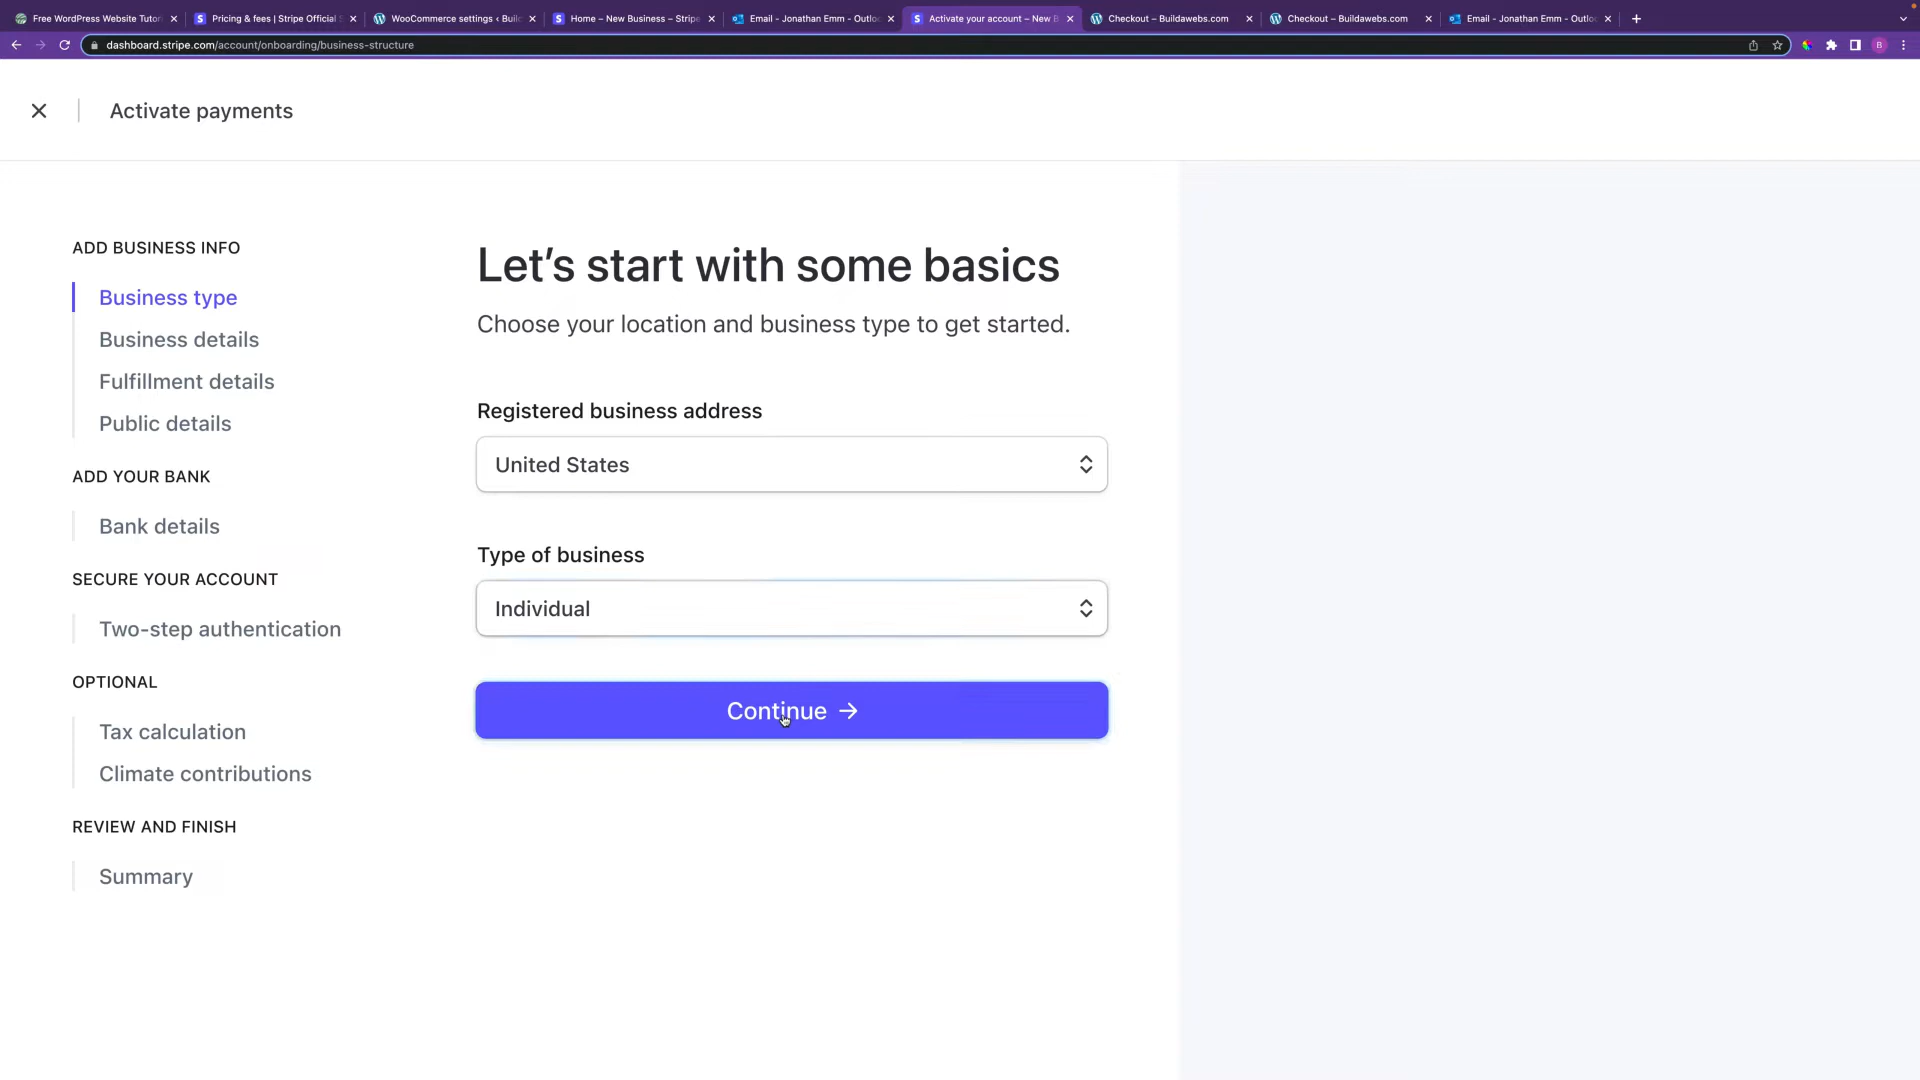 Free WordPress Website Tutori
Pricing & fees | Stripe Official
WooCommerce settings ‹ Build
Home – New Business – Stripe
Email - Jonathan Emm - Outloo
Activate your account – New B
Checkout – Buildawebs.com
Checkout – Buildawebs.com
Email - Jonathan Emm - Outloo
dashboard.stripe.com/account/onboarding/business-structure
B
Activate payments
ADD BUSINESS INFO
Business type
Business details
Fulfillment details
Public details
ADD YOUR BANK
Bank details
SECURE YOUR ACCOUNT
Two-step authentication
OPTIONAL
Tax calculation
Climate contributions
REVIEW AND FINISH
Summary
Let's start with some basics
Choose your location and business type to get started.
Registered business address
United States
Type of business
Individual
Continue →